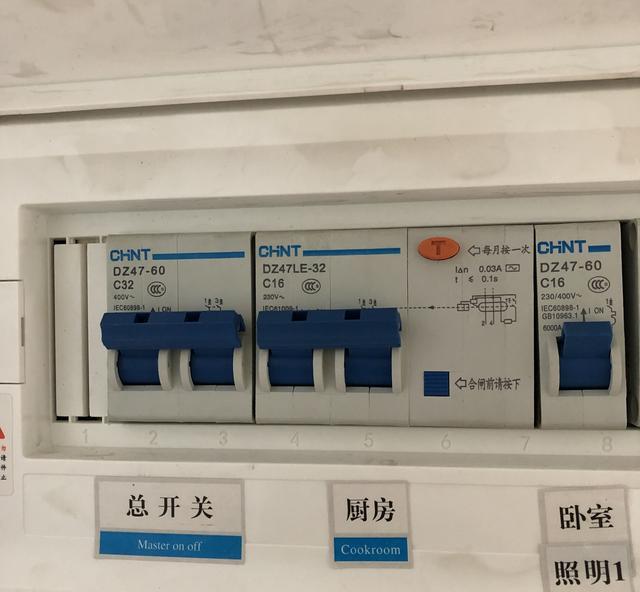 CHNT
DZ47-60
C32
400V~
IEC60898-1
ON
CHNT
DZ47LE-32
C16
230V~
T
每月按一次
IΔn 0.03A
t ≤ 0.1s
合闸前请按下
CHNT
DZ47-60
C16
230/400V~
IEC60898-1
GB10963.1
6000A
ON
1 2 3 4 5 6 7 8
总开关
Master on off
厨房
Cookroom
卧室
照明1